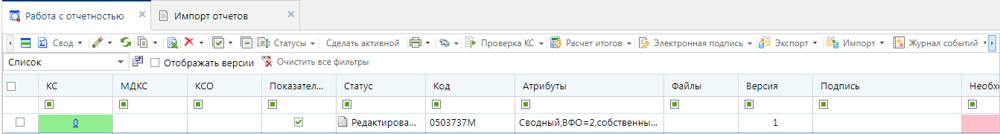 Работа с отчетностью Импорт отчетов
Свод Статусы Сделать активной Проверка КС Расчет итогов Электронная подпись Экспорт Импорт Журнал событий
Список Отображать версии Очистить все фильтры
КС МДКС КСО Показател... Статус Код Атрибуты Файлы Версия Подпись Необхо
0 Редактирова... 0503737М Сводный,ВФО=2,собственны... 1